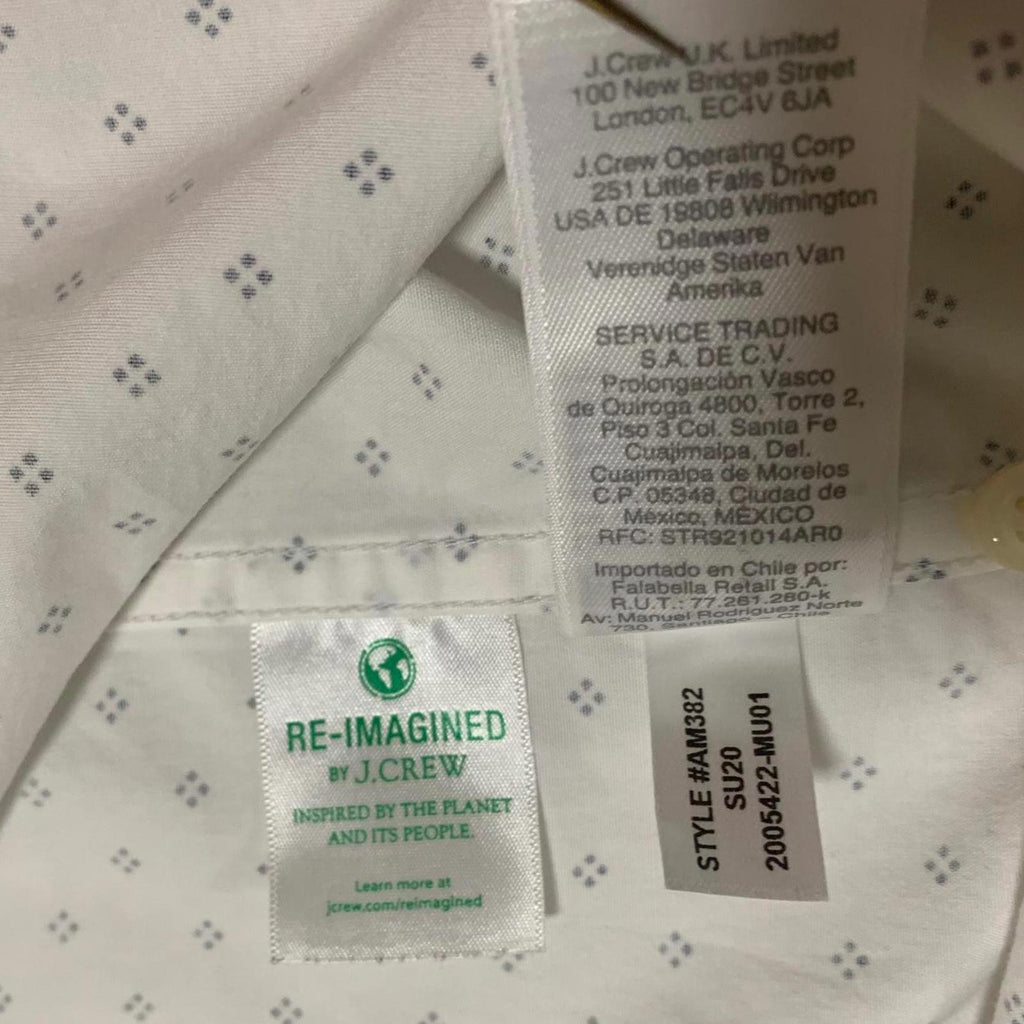 J.Crew U.K. Limited
100 New Bridge Street
London, EC4V 6JA
J.Crew Operating Corp
251 Little Falls Drive
USA DE 19808 Wilmington
Delaware
Verenidge Staten Van
Amerika
SERVICE TRADING
S.A. DE C.V.
Prolongación Vasco
de Quiroga 4800, Torre 2,
Piso 3 Col. Santa Fe
Cuajimalpa, Del.
Cuajimalpa de Morelos
C.P. 05348, Ciudad de
México, MÉXICO
RFC: STR921014AR0
Importado en Chile por:
Falabella Retail S.A.
R.U.T.: 77.261.280-k
Av: Manuel Rodriguez Norte
730, Santiago - Chile
RE-IMAGINED
BY J.CREW
INSPIRED BY THE PLANET
AND ITS PEOPLE.
Learn more at
jcrew.com/reimagined
STYLE #AM382
SU20
2005422-MU01